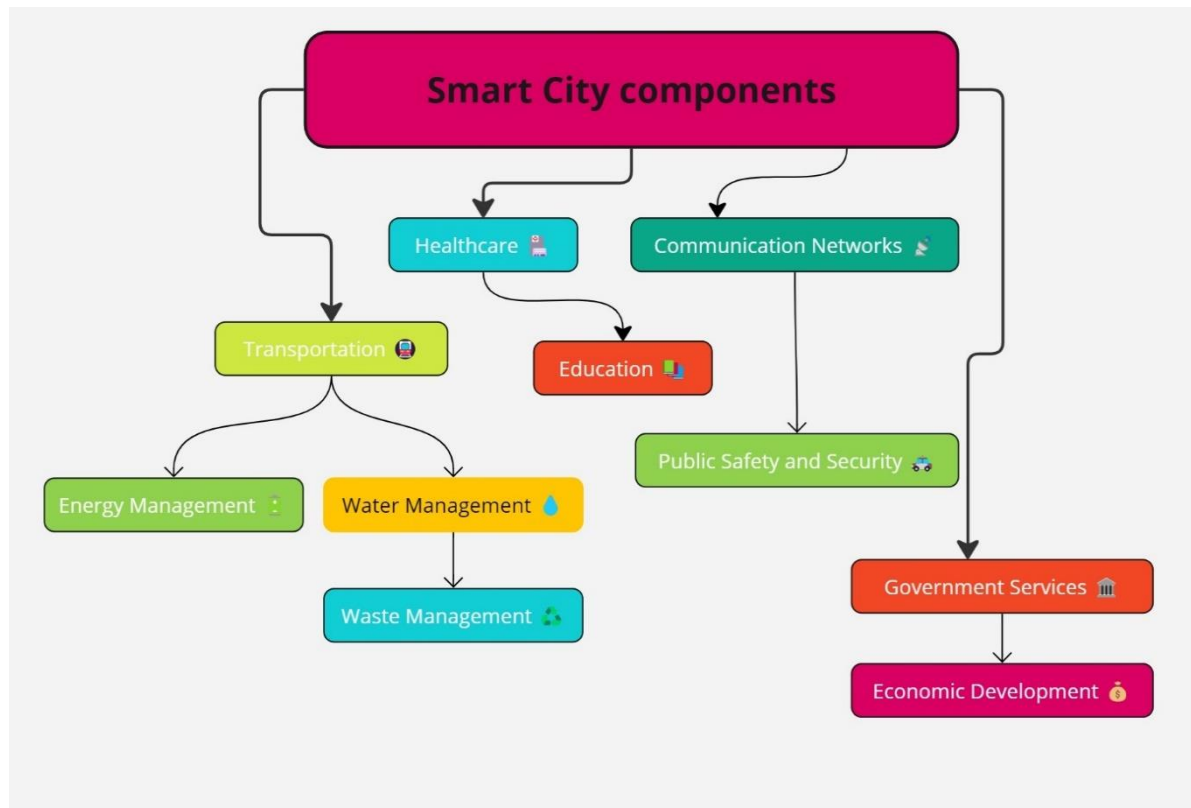 Smart City components
Healthcare
Communication Networks
Transportation
Education
Public Safety and Security
Energy Management
Water Management
Waste Management
Government Services
Economic Development